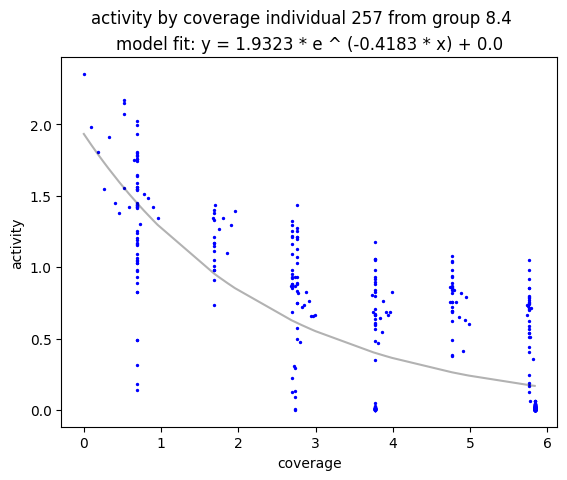 activity by coverage individual 257 from group 8.4
model fit: y = 1.9323 * e ^ (-0.4183 * x) + 0.0
activity
2.0
1.5
1.0
0.5
0.0
0 1 2 3 4 5 6
coverage